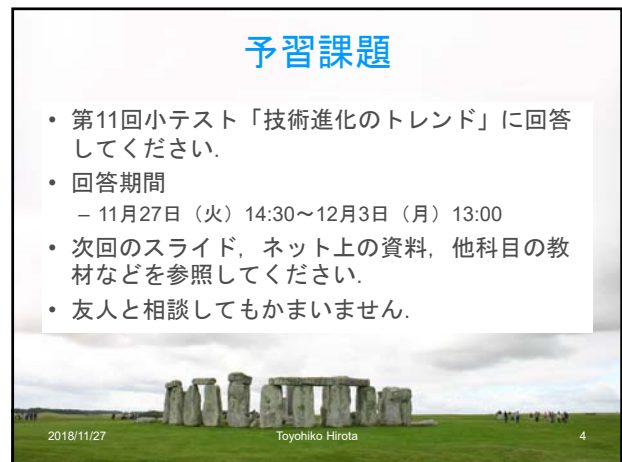 予習課題
• 第11回小テスト「技術進化のトレンド」に回答
してください.
• 回答期間
– 11月27日（火）14:30～12月3日（月）13:00
• 次回のスライド，ネット上の資料，他科目の教
材などを参照してください.
• 友人と相談してもかまいません.
2018/11/27
Toyohiko Hirota
4